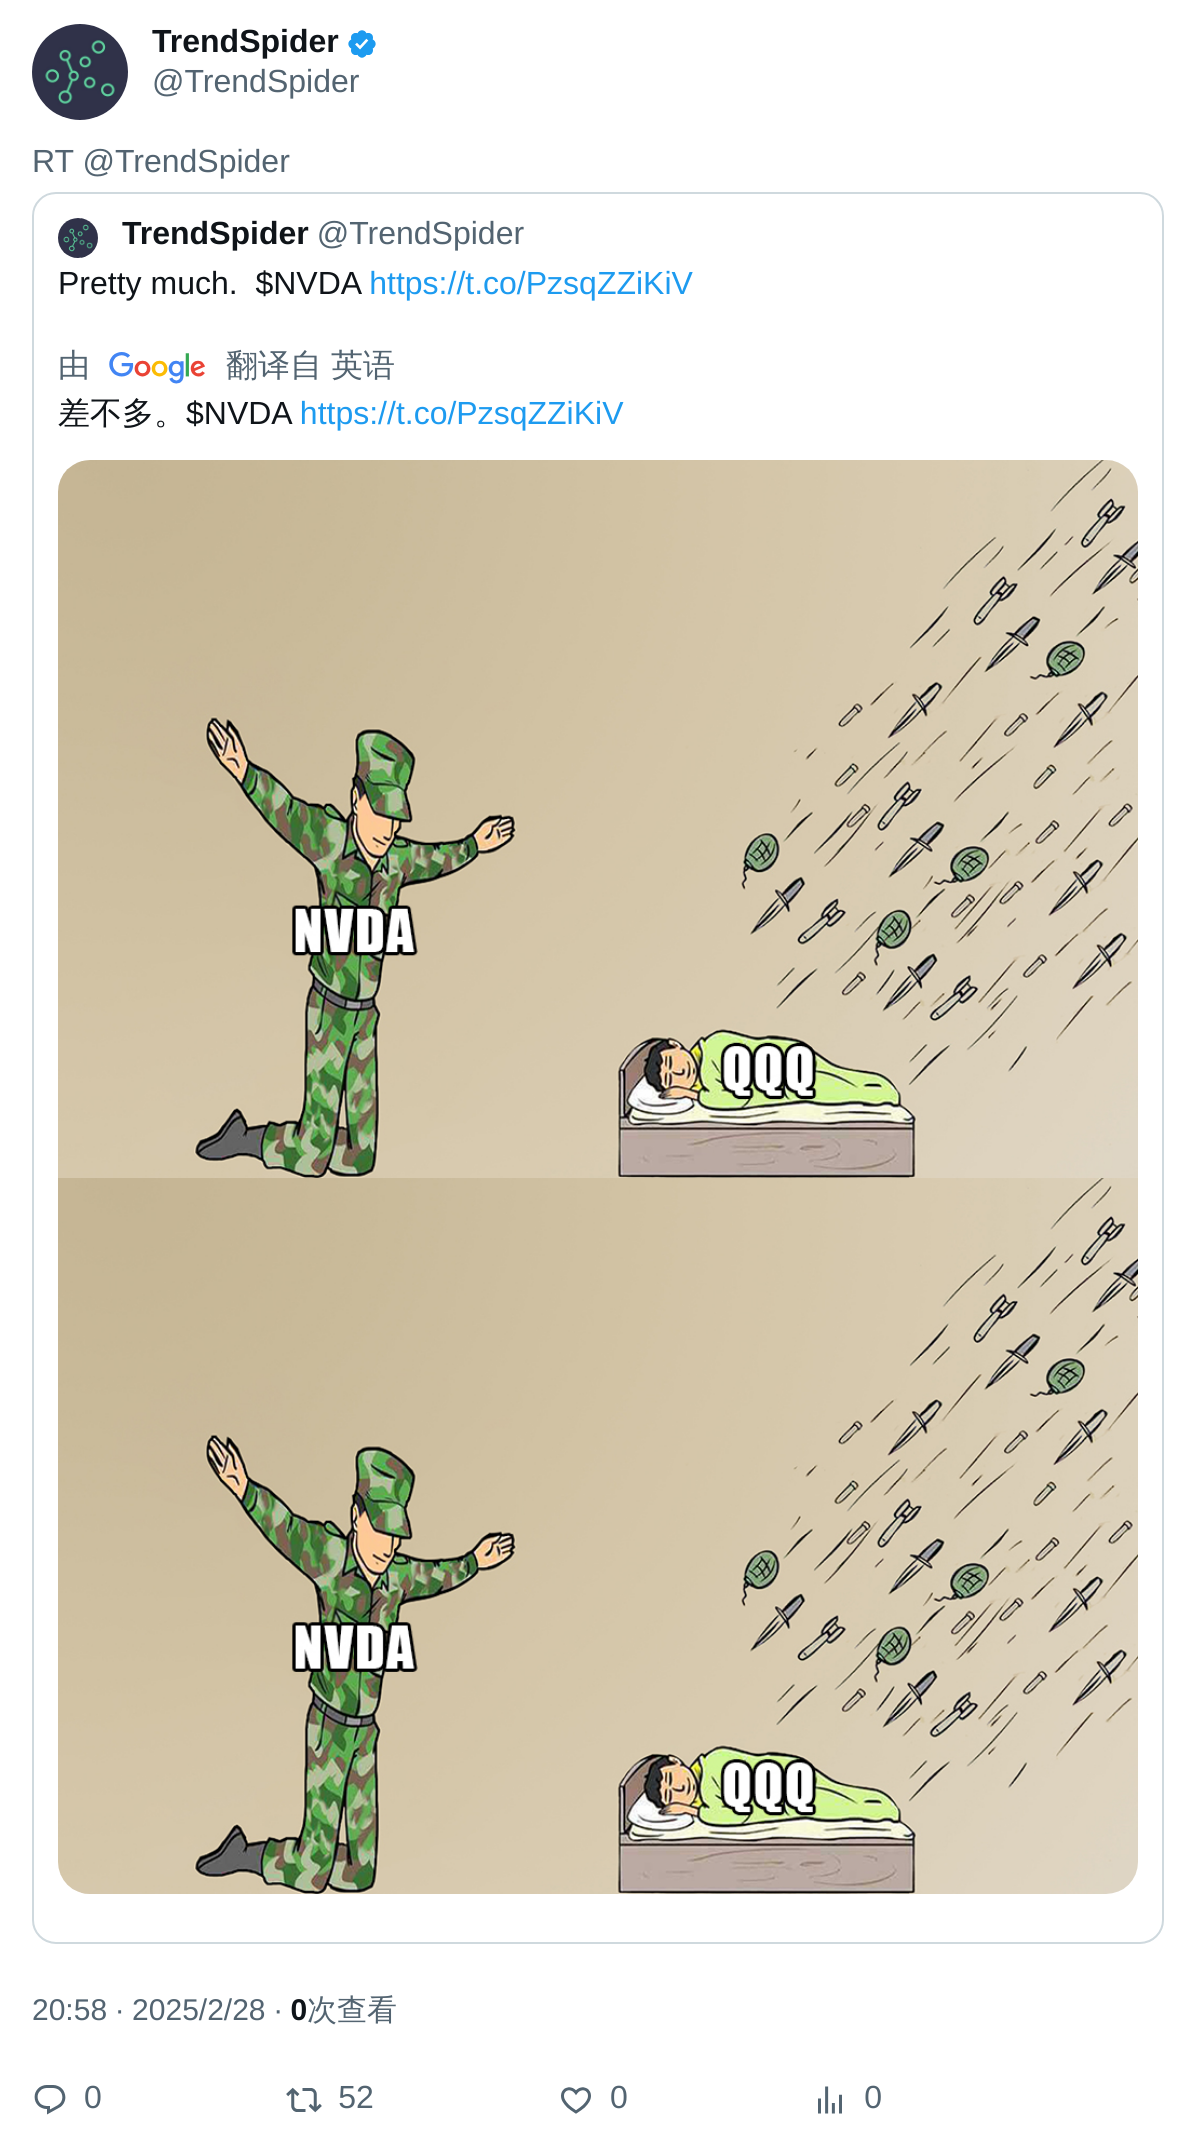 TrendSpider
@TrendSpider
RT @TrendSpider
TrendSpider @TrendSpider
Pretty much.  $NVDA https://t.co/PzsqZZiKiV
由 Google 翻译自 英语
差不多。$NVDA https://t.co/PzsqZZiKiV
NVDA
QQQ
NVDA
QQQ
20:58 · 2025/2/28 · 0次查看
0 52 0 0